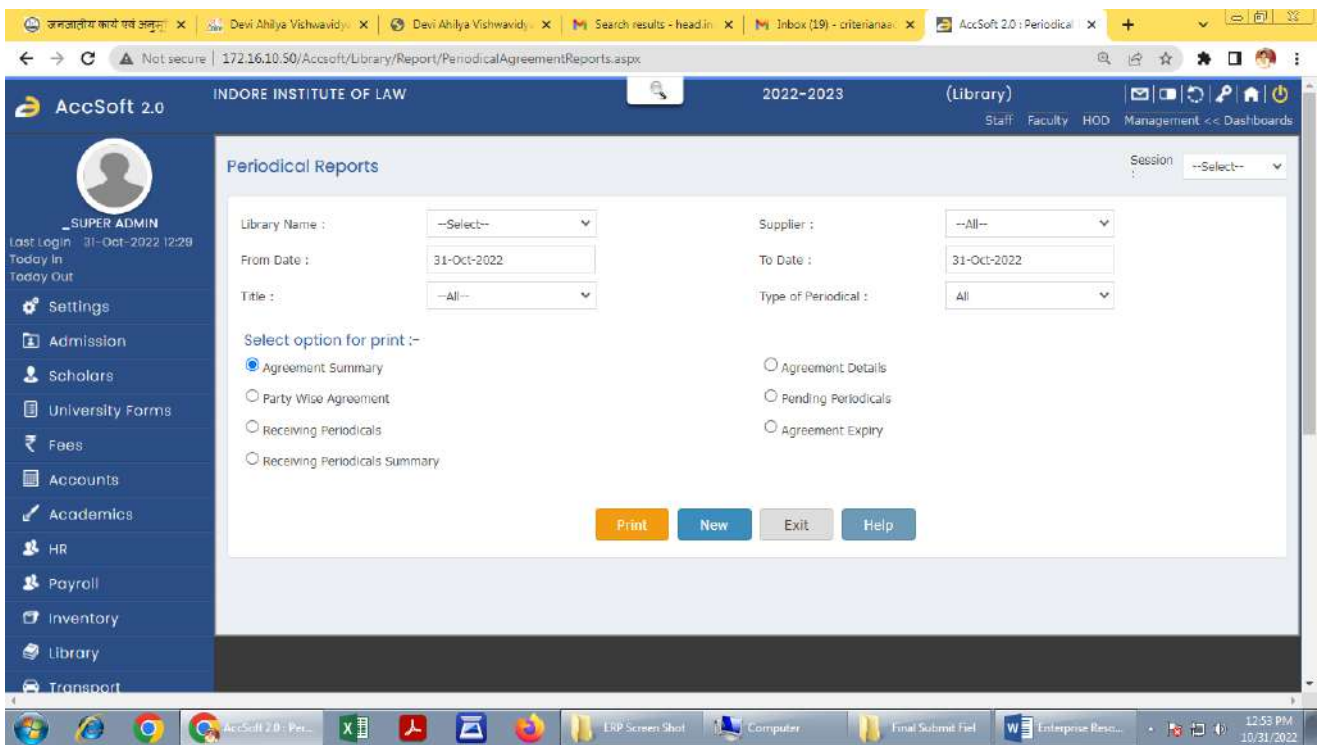 जनजातीय कार्य एवं अनुसू Devi Ahilya Vishwavidy Devi Ahilya Vishwavidy Search results - head.in Inbox (19) - criterianaa AccSoft 2.0 : Periodical
Not secure 172.16.10.50/Accsoft/Library/Report/PeriodicalAgreementReports.aspx
AccSoft 2.0 INDORE INSTITUTE OF LAW 2022-2023 (Library)
Staff Faculty HOD Management << Dashboards
Periodical Reports Session : --Select--
_SUPER ADMIN
Last Login 31-Oct-2022 12:29
Today In
Today Out
Library Name : --Select-- Supplier : --All--
From Date : 31-Oct-2022 To Date : 31-Oct-2022
Title : --All-- Type of Periodical : All
Select option for print :-
Agreement Summary Agreement Details
Party Wise Agreement Pending Periodicals
Receiving Periodicals Agreement Expiry
Receiving Periodicals Summary
Print New Exit Help
Settings
Admission
Scholars
University Forms
Fees
Accounts
Academics
HR
Payroll
Inventory
Library
Transport
AccSoft 2.0 : Per... ERP Screen Shot Computer Final Submit Fiel Enterprise Reso... 12:53 PM
10/31/2022